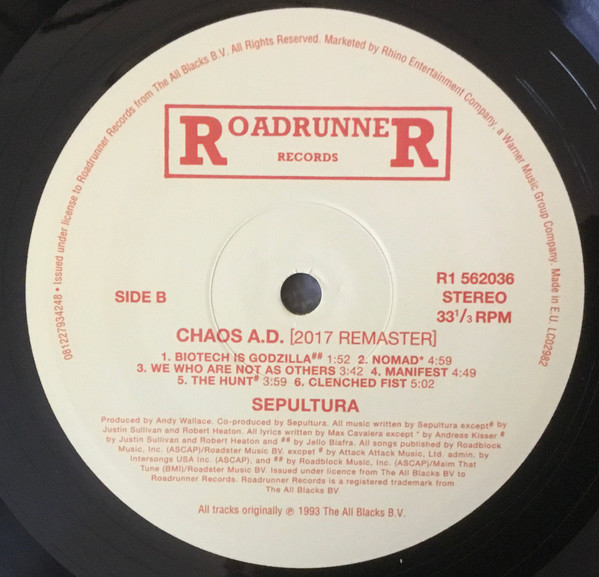 081227934248 • Issued under license to Roadrunner Records from The All Blacks B.V. All Rights Reserved. Marketed by Rhino Entertainment Company, a Warner Music Group Company. Made in E.U. LC02982
ROADRUNNER
RECORDS
SIDE B
R1 562036
STEREO
33 1/3 RPM
CHAOS A.D. [2017 REMASTER]
1. BIOTECH IS GODZILLA## 1:52 2. NOMAD* 4:59
3. WE WHO ARE NOT AS OTHERS 3:42 4. MANIFEST 4:49
5. THE HUNT# 3:59 6. CLENCHED FIST 5:02
SEPULTURA
Produced by Andy Wallace. Co-produced by Sepultura. All music written by Sepultura except# by
Justin Sullivan and Robert Heaton. All lyrics written by Max Cavalera except * by Andreas Kisser #
by Justin Sullivan and Robert Heaton and ## by Jello Biafra. All songs published by Roadblock
Music, Inc. (ASCAP)/Roadster Music BV. excpet # by Attack Attack Music, Ltd. admin. by
Intersongs USA Inc. (ASCAP), and ## by Roadblock Music, Inc. (ASCAP)/Maim That
Tune (BMI)/Roadster Music BV. Issued under licence from The All Blacks BV to
Roadrunner Records. Roadrunner Records is a registered trademark from
The All Blacks BV
All tracks originally ℗ 1993 The All Blacks B.V.